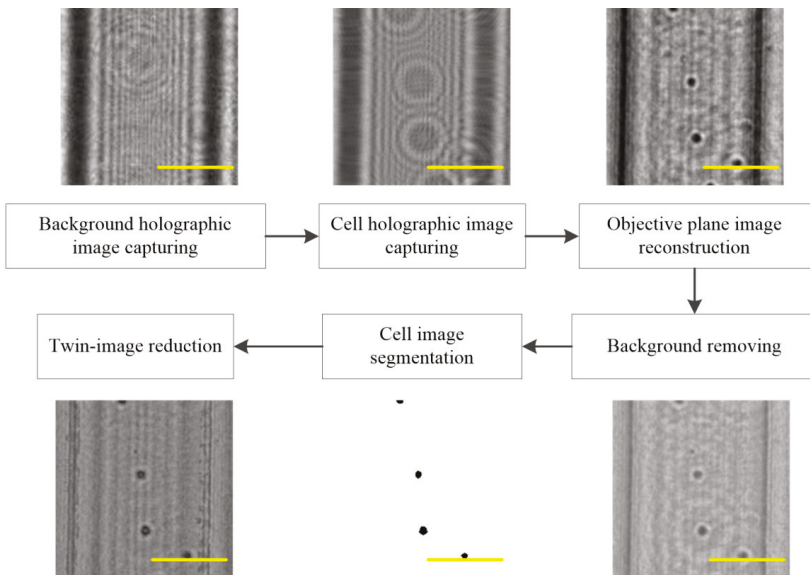 Background holographic
image capturing
Cell holographic image
capturing
Objective plane image
reconstruction
Twin-image reduction
Cell image
segmentation
Background removing